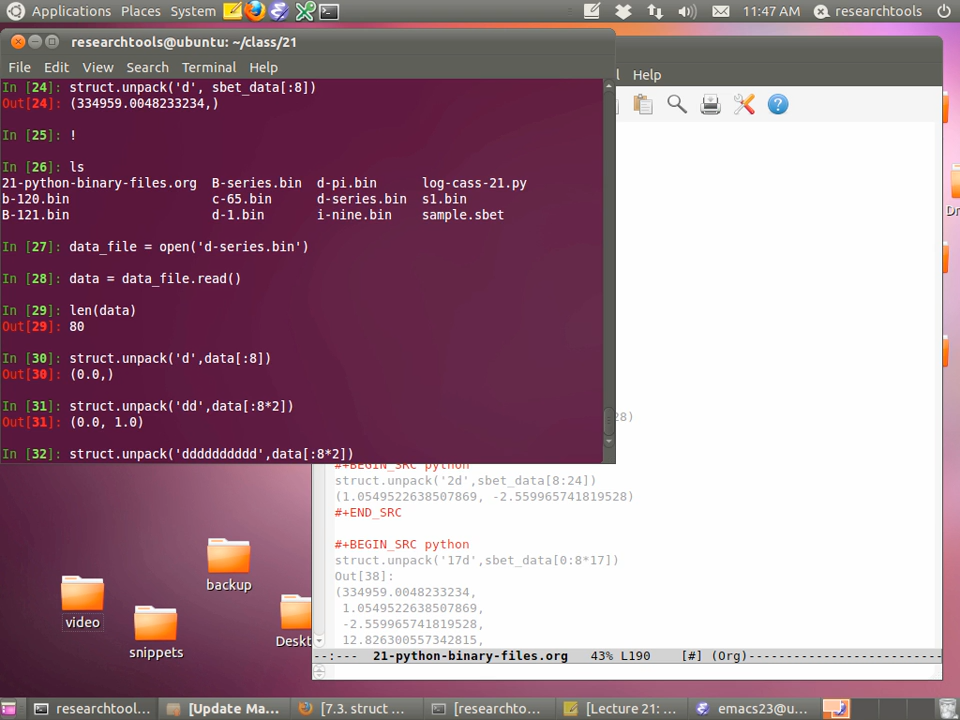 Applications Places System 11:47 AM researchtools
researchtools@ubuntu: ~/class/21
File Edit View Search Terminal Help
Help
In [24]: struct.unpack('d', sbet_data[:8])
Out[24]: (334959.0048233234,)
In [25]: !
In [26]: ls
21-python-binary-files.org B-series.bin d-pi.bin log-cass-21.py
b-120.bin c-65.bin d-series.bin s1.bin
B-121.bin d-1.bin i-nine.bin sample.sbet
In [27]: data_file = open('d-series.bin')
In [28]: data = data_file.read()
In [29]: len(data)
Out[29]: 80
In [30]: struct.unpack('d',data[:8])
Out[30]: (0.0,)
In [31]: struct.unpack('dd',data[:8*2])
Out[31]: (0.0, 1.0)
In [32]: struct.unpack('dddddddddd',data[:8*2])
28)
#+BEGIN_SRC python
struct.unpack('2d',sbet_data[8:24])
(1.0549522638507869, -2.559965741819528)
#+END_SRC
#+BEGIN_SRC python
struct.unpack('17d',sbet_data[0:8*17])
Out[38]:
(334959.0048233234,
1.0549522638507869,
-2.559965741819528,
12.826300557342815,
--:--- 21-python-binary-files.org 43% L190 [#] (Org)
backup
video
snippets
Deskt
Dr
researchtools... [Update Ma... [7.3. struct ... [researchto... [Lecture 21: ... emacs23@u...